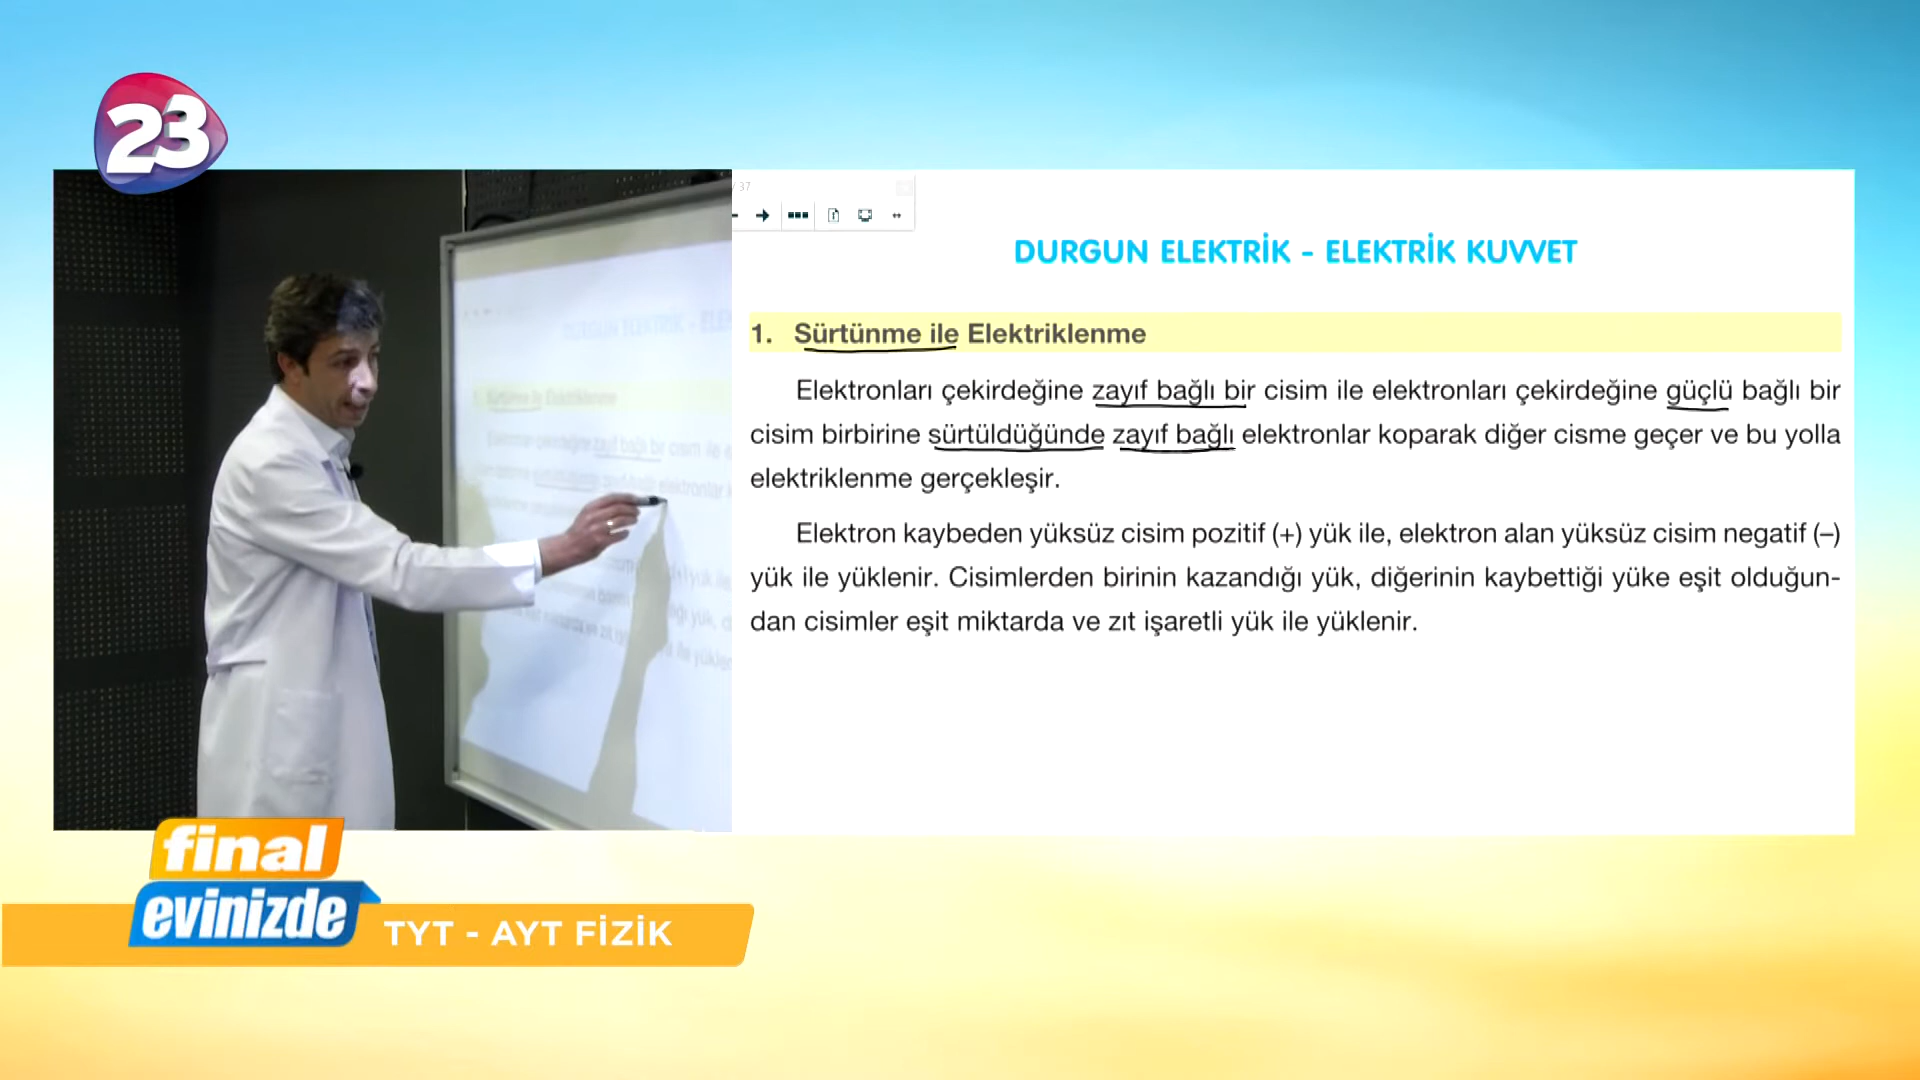 23
/ 37
DURGUN ELEKTRİK - ELEKTRİK KUVVET
1. Sürtünme ile Elektriklenme
Elektronları çekirdeğine zayıf bağlı bir cisim ile elektronları çekirdeğine güçlü bağlı bir
cisim birbirine sürtüldüğünde zayıf bağlı elektronlar koparak diğer cisme geçer ve bu yolla
elektriklenme gerçekleşir.
Elektron kaybeden yüksüz cisim pozitif (+) yük ile, elektron alan yüksüz cisim negatif (–)
yük ile yüklenir. Cisimlerden birinin kazandığı yük, diğerinin kaybettiği yüke eşit olduğun-
dan cisimler eşit miktarda ve zıt işaretli yük ile yüklenir.
final
evinizde
TYT - AYT FİZİK